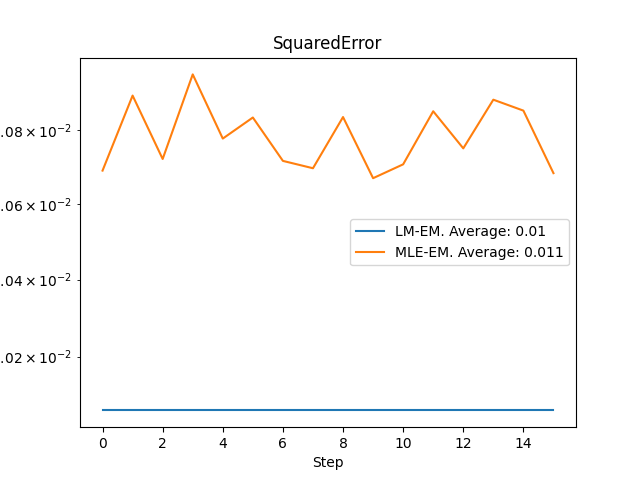 SquaredError
.08 × 10⁻²
.06 × 10⁻²
.04 × 10⁻²
.02 × 10⁻²
LM-EM. Average: 0.01
MLE-EM. Average: 0.011
0 2 4 6 8 10 12 14
Step